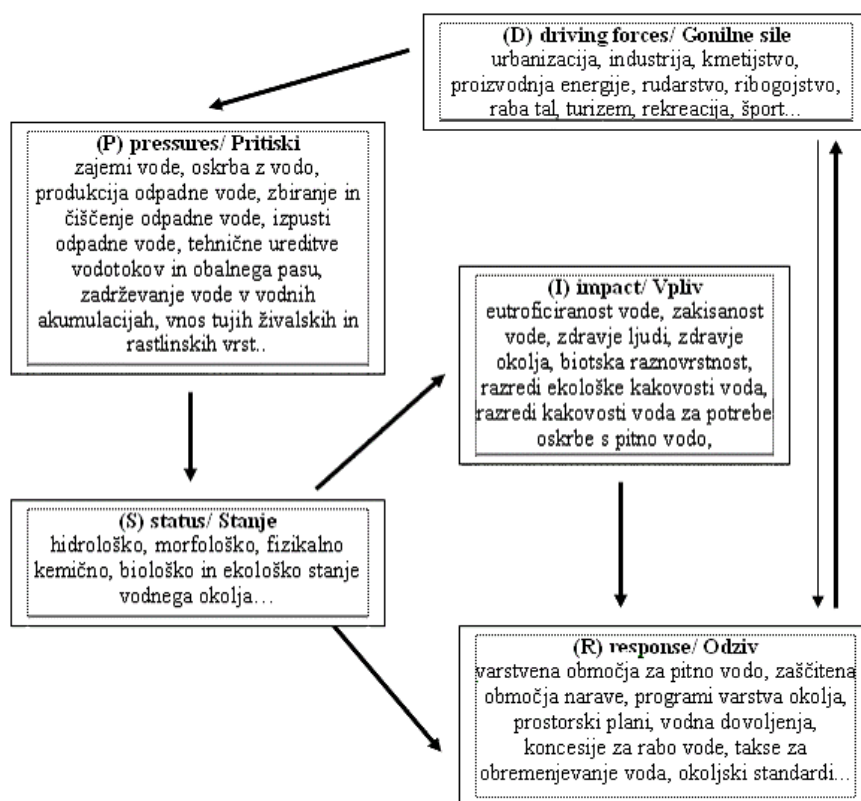 (D) driving forces/ Gonilne sile
urbanizacija, industrija, kmetijstvo,
proizvodnja energije, rudarstvo, ribogojstvo,
raba tal, turizem, rekreacija, šport...
(P) pressures/ Pritiski
zajemi vode, oskrba z vodo,
produkcija odpadne vode, zbiranje in
čiščenje odpadne vode, izpusti
odpadne vode, tehnične ureditve
vodotokov in obalnega pasu,
zadrževanje vode v vodnih
akumulacijah, vnos tujih živalskih in
rastlinskih vrst..
(I) impact/ Vpliv
eutroficiranost vode, zakisanost
vode, zdravje ljudi, zdravje
okolja, biotska raznovrstnost,
razredi ekološke kakovosti voda,
razredi kakovosti voda za potrebe
oskrbe s pitno vodo,
(S) status/ Stanje
hidrološko, morfološko, fizikalno
kemično, biološko in ekološko stanje
vodnega okolja...
(R) response/ Odziv
varstvena območja za pitno vodo, zaščitena
območja narave, programi varstva okolja,
prostorski plani, vodna dovoljenja,
koncesije za rabo vode, takse za
obremenjevanje voda, okoljski standardi...